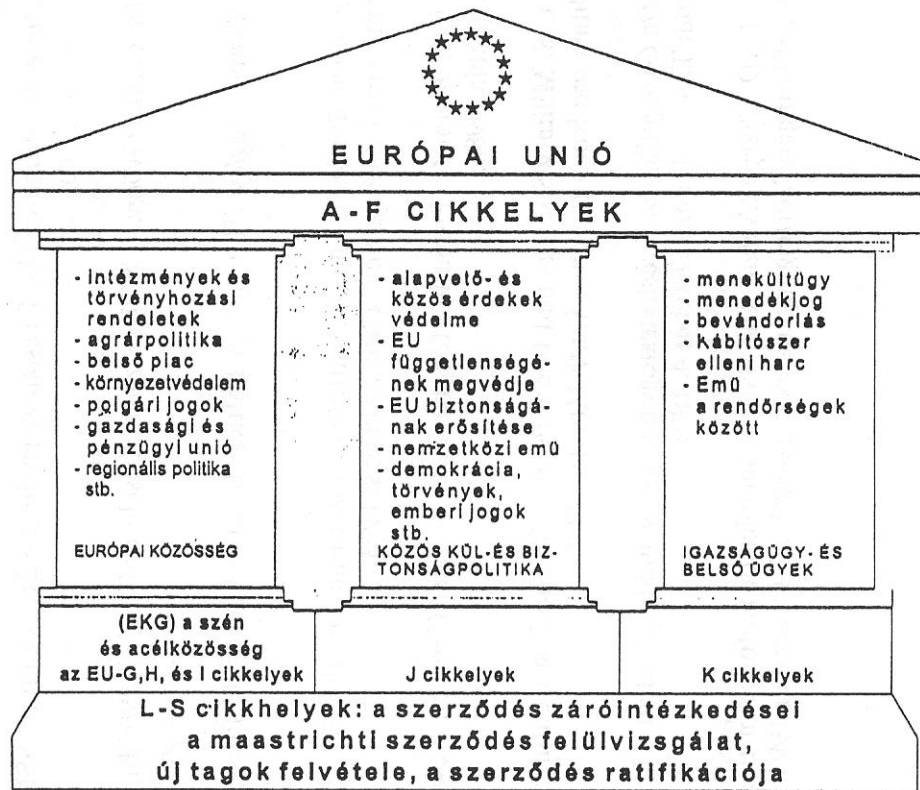 EURÓPAI UNIÓ
A-F CIKKELYEK
- intézmények és
törvényhozási
rendeletek
- agrárpolitika
- belső piac
- környezetvédelem
- polgári jogok
- gazdasági és
pénzügyi unió
- regionális politika
stb.
EURÓPAI KÖZÖSSÉG
- alapvető- és
közös érdekek
védelme
- EU
függetlenségé-
nek megvédje
- EU biztonságá-
nak erősítése
- nemzetközi emü
- demokrácia,
törvények,
emberi jogok
stb.
KÖZÖS KÜL-ÉS BIZ-
TONSÁGPOLITIKA
- menekültügy
- menedékjog
- bevándorlás
- Kábítószer
elleni harc
- Emü
a rendőrségek
között
IGAZSÁGÜGY- ÉS
BELSŐ ÜGYEK
(EKG) a szén
és acélközösség
az EU-G,H, és I cikkelyek
J cikkelyek
K cikkelyek
L-S cikkhelyek: a szerződés záróintézkedései
a maastrichti szerződés felülvizsgálat,
új tagok felvétele, a szerződés ratifikációja